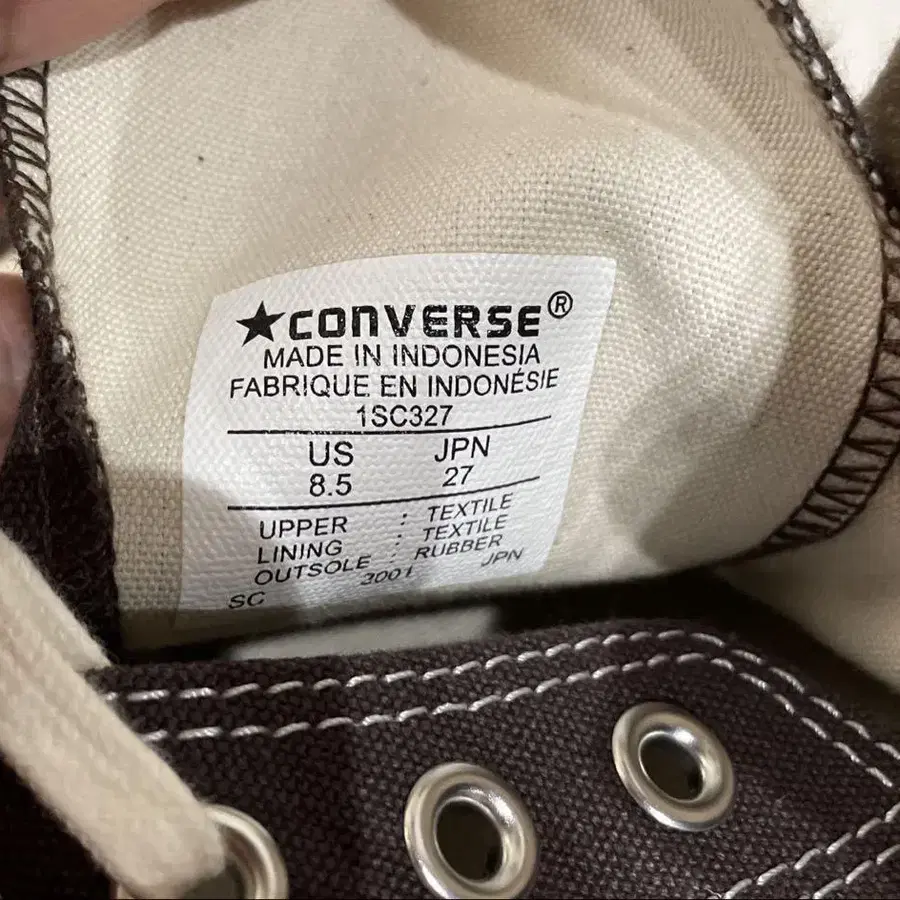 ★CONVERSE®
MADE IN INDONESIA
FABRIQUE EN INDONÉSIE
1SC327
US JPN
8.5 27
UPPER : TEXTILE
LINING : TEXTILE
OUTSOLE : RUBBER
SC 3001 JPN